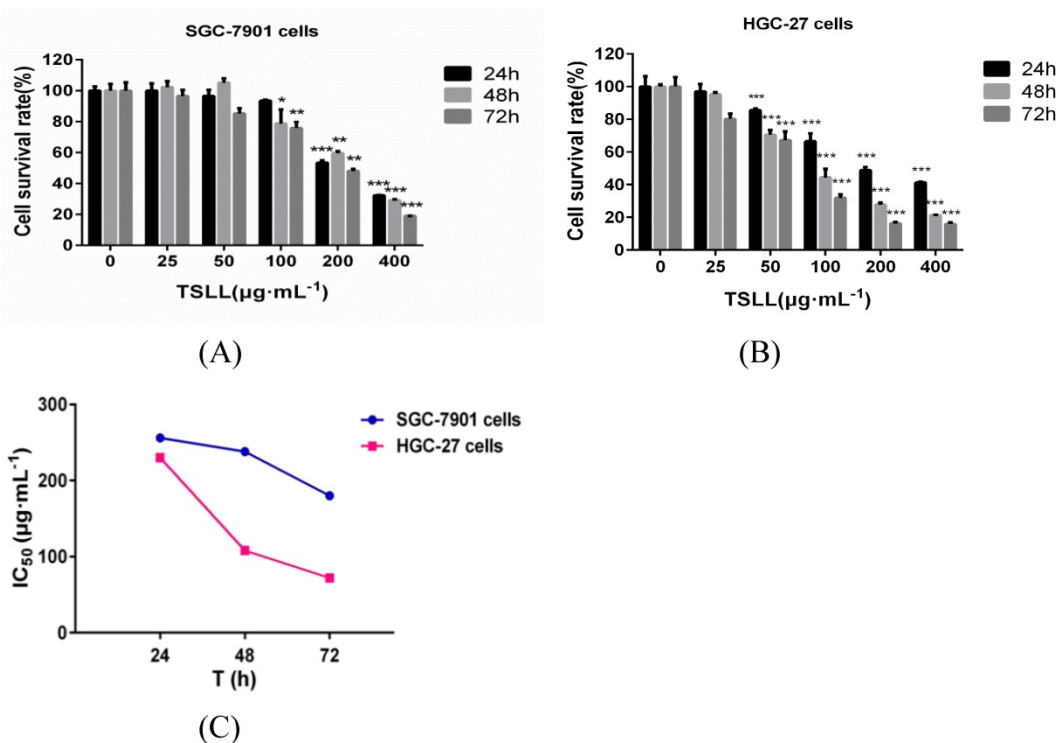 SGC-7901 cells
120
100
80
60
40
20
0
Cell survival rate(%)
* **
*** ** **
*** *** ***
24h
48h
72h
0 25 50 100 200 400
TSLL(µg·mL⁻¹)
(A)
HGC-27 cells
120
100
80
60
40
20
0
Cell survival rate(%)
*** *** ***
*** *** ***
*** *** ***
*** *** ***
24h
48h
72h
0 25 50 100 200 400
TSLL(µg·mL⁻¹)
(B)
300
200
100
0
IC₅₀ (µg·mL⁻¹)
SGC-7901 cells
HGC-27 cells
24 48 72
T (h)
(C)